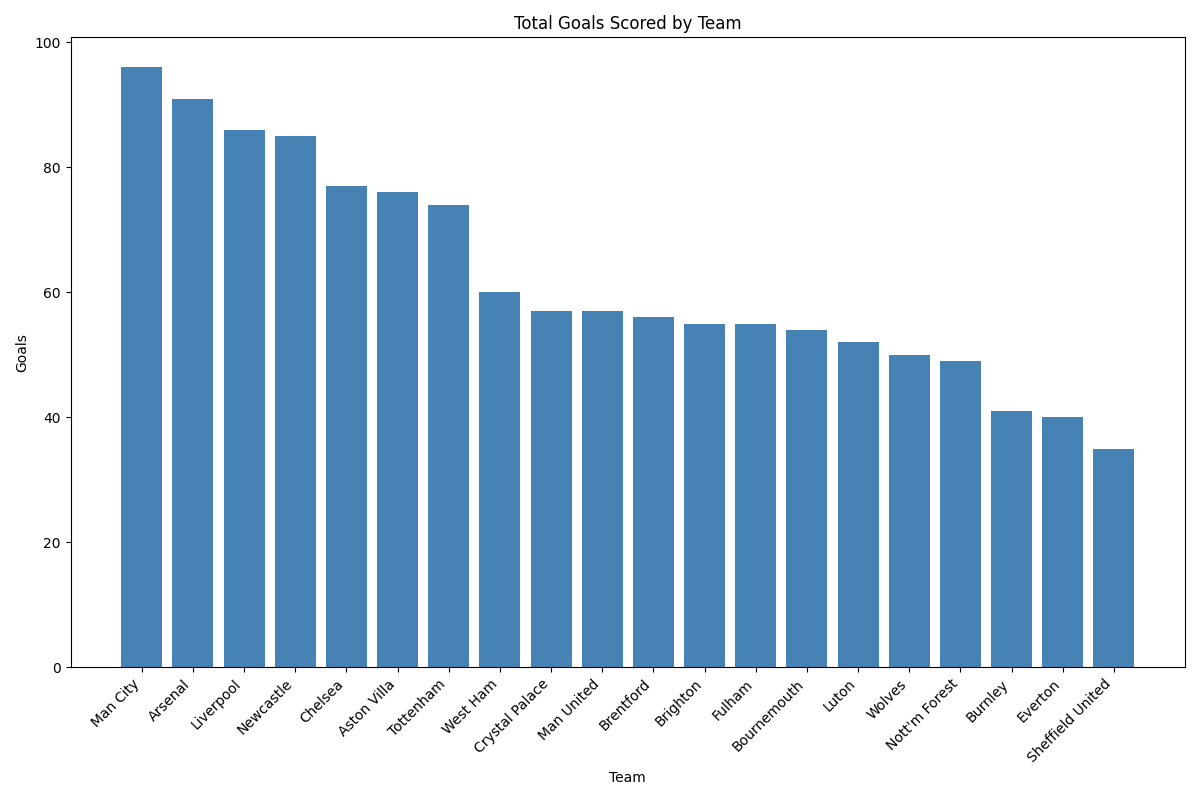 Total Goals Scored by Team
100
80
60
40
20
0
Goals
Man City
Arsenal
Liverpool
Newcastle
Chelsea
Aston Villa
Tottenham
West Ham
Crystal Palace
Man United
Brentford
Brighton
Fulham
Bournemouth
Luton
Wolves
Nott'm Forest
Burnley
Everton
Sheffield United
Team